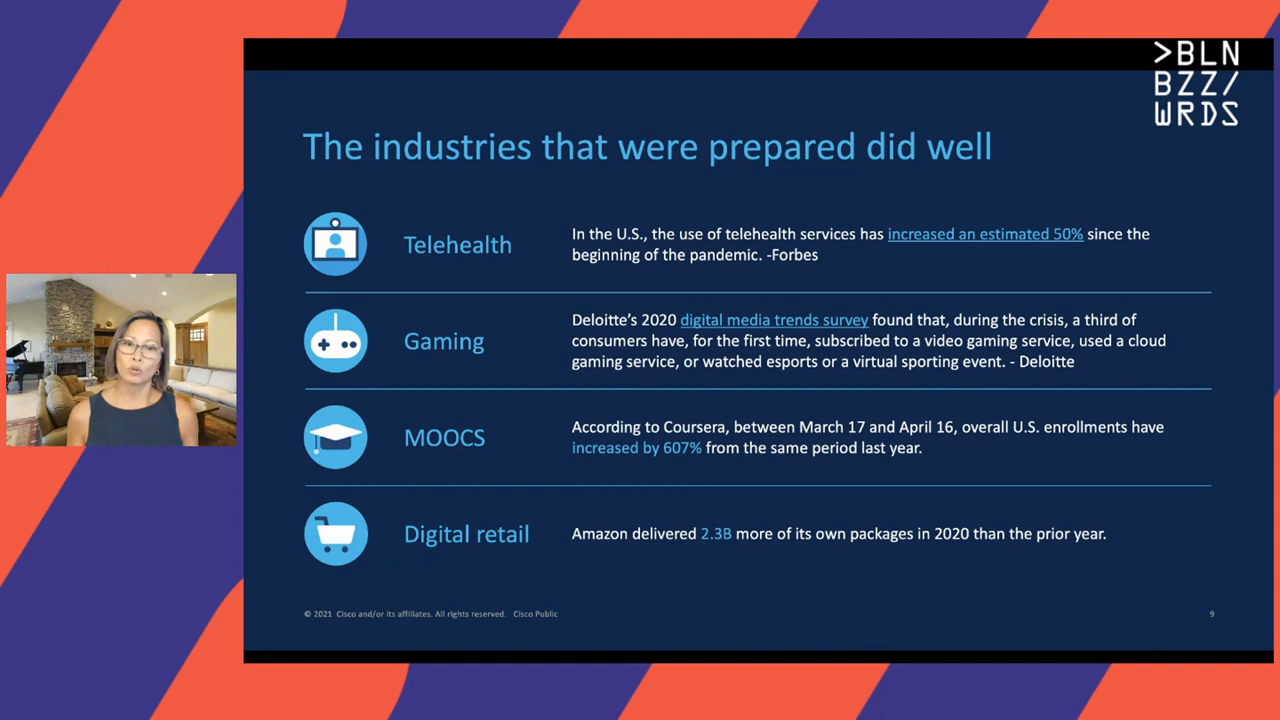 >BLN
BZZ/
WRDS
The industries that were prepared did well
Telehealth
In the U.S., the use of telehealth services has increased an estimated 50% since the
beginning of the pandemic. -Forbes
Gaming
Deloitte’s 2020 digital media trends survey found that, during the crisis, a third of
consumers have, for the first time, subscribed to a video gaming service, used a cloud
gaming service, or watched esports or a virtual sporting event. - Deloitte
MOOCS
According to Coursera, between March 17 and April 16, overall U.S. enrollments have
increased by 607% from the same period last year.
Digital retail
Amazon delivered 2.3B more of its own packages in 2020 than the prior year.
© 2021 Cisco and/or its affiliates. All rights reserved. Cisco Public
9